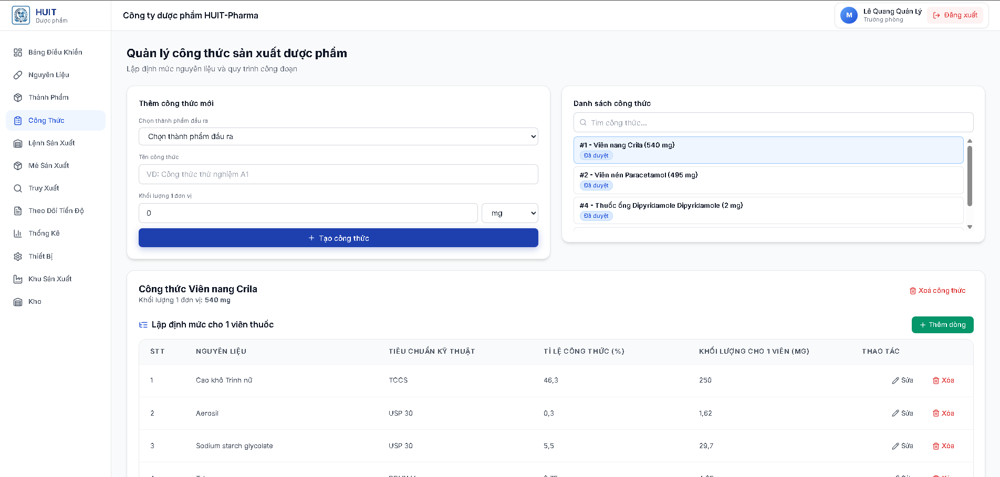 HUIT
Dược phẩm
Công ty dược phẩm HUIT-Pharma
M
Lê Quang Quản Lý
Trưởng phòng
Đăng xuất
Bảng Điều Khiển
Nguyên Liệu
Thành Phẩm
Công Thức
Lệnh Sản Xuất
Mẻ Sản Xuất
Truy Xuất
Theo Dõi Tiến Độ
Thống Kê
Thiết Bị
Khu Sản Xuất
Kho
Quản lý công thức sản xuất dược phẩm
Lập định mức nguyên liệu và quy trình công đoạn
Thêm công thức mới
Chọn thành phẩm đầu ra
Chọn thành phẩm đầu ra
Tên công thức
VD: Công thức thử nghiệm A1
Khối lượng 1 đơn vị
0
mg
+ Tạo công thức
Danh sách công thức
Tìm công thức...
#1 - Viên nang Crila (540 mg)
Đã duyệt
#2 - Viên nén Paracetamol (495 mg)
Đã duyệt
#4 - Thuốc ống Dipyridamole Dipyridamole (2 mg)
Đã duyệt
Công thức Viên nang Crila
Khối lượng 1 đơn vị: 540 mg
Xoá công thức
Lập định mức cho 1 viên thuốc
+ Thêm dòng
STT NGUYÊN LIỆU TIÊU CHUẨN KỸ THUẬT TỈ LỆ CÔNG THỨC (%) KHỐI LƯỢNG CHO 1 VIÊN (MG) THAO TÁC
1 Cao khô Trinh nữ TCCS 46,3 250 Sửa Xóa
2 Aerosil USP 30 0,3 1,62 Sửa Xóa
3 Sodium starch glycolate USP 30 5,5 29,7 Sửa Xóa